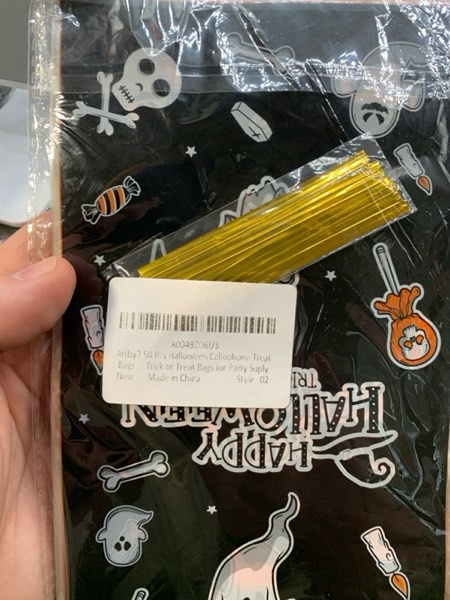 X0049ZO6U3
Artby7 50 Pcs Halloween Cellophane Treat
Bags ... Trick or Treat Bags for Party Suply
New Made in China Style 02
TRI
HALLOWEEN
HAPPY